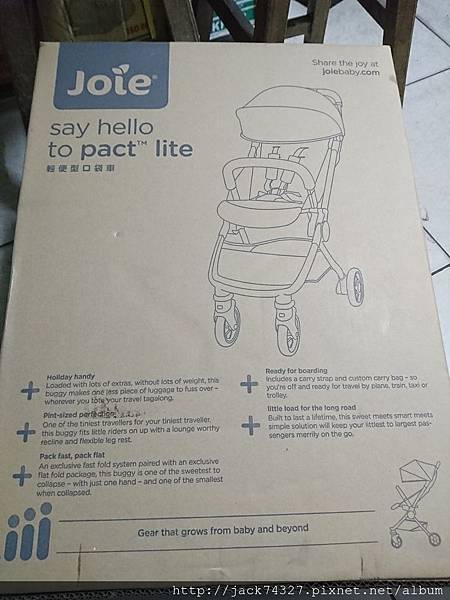 Joie
Share the joy at
joiebaby.com
say hello
to pact™ lite
輕便型口袋車
Holiday handy
Loaded with lots of extras, without lots of weight, this
buggy makes one less piece of luggage to fuss over –
wherever you tote your travel tagalong.
Pint-sized perfection
One of the tiniest travellers for your tiniest traveller,
this buggy fits little riders on up with a lounge worthy
recline and flexible leg rest.
Pack fast, pack flat
An exclusive fast fold system paired with an exclusive
flat fold package, this buggy is one of the sweetest to
collapse – with just one hand – and one of the smallest
when collapsed.
Ready for boarding
Includes a carry strap and custom carry bag – so
you're off and ready for travel by plane, train, taxi or
trolley.
little load for the long road
Built to last a lifetime, this sweet meets smart meets
simple solution will keep your littlest to largest pas-
sengers merrily on the go.
Gear that grows from baby and beyond
http://jack74327.pixnet.net/album